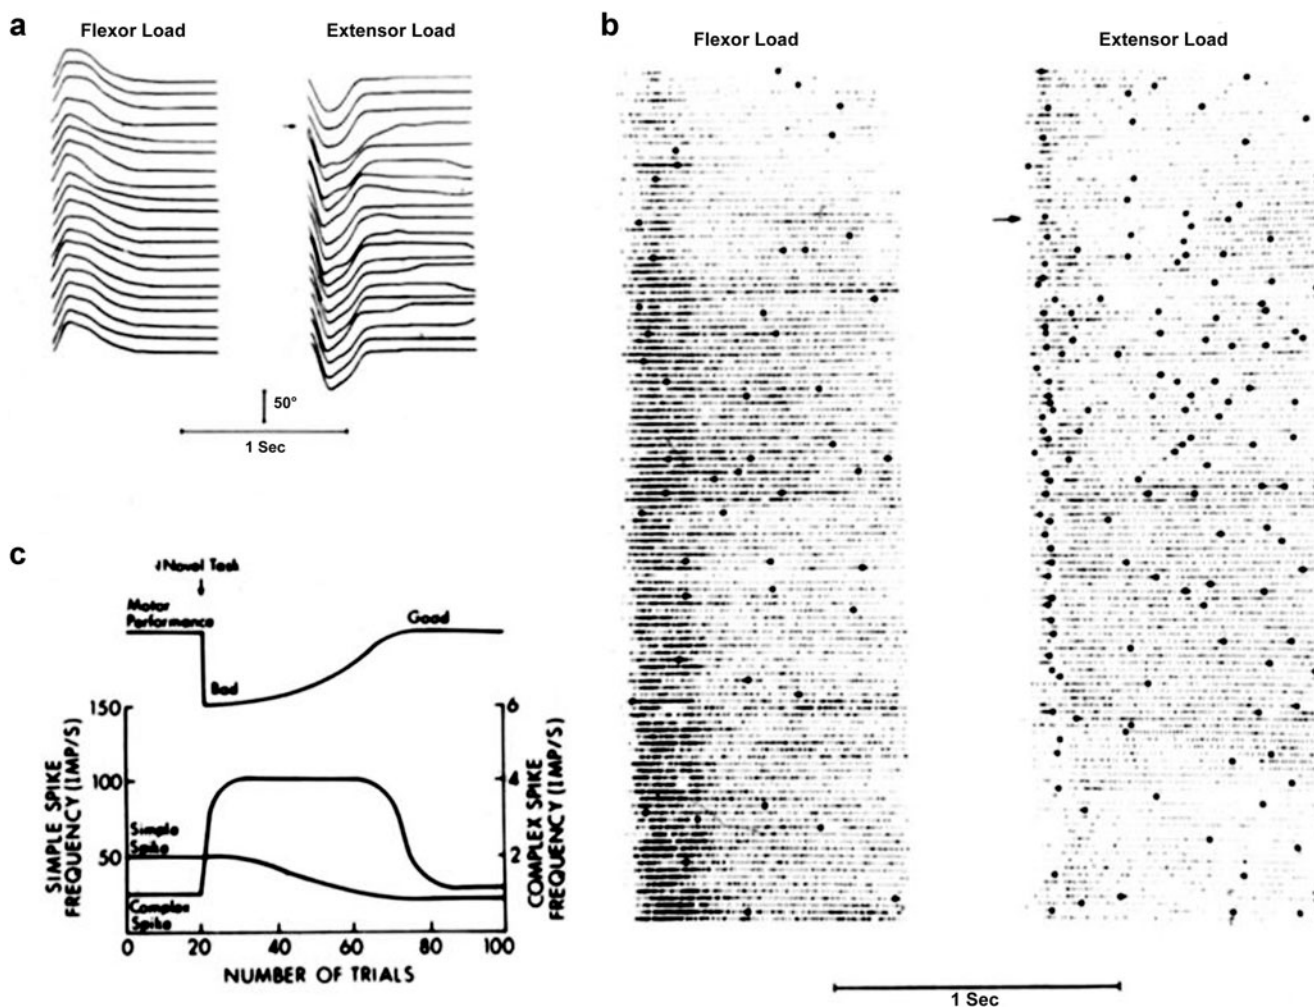 a
Flexor Load
Extensor Load
50°
1 Sec
b
Flexor Load
Extensor Load
1 Sec
c
Novel Task
Motor
Performance
Bad
Good
SIMPLE SPIKE
FREQUENCY (IMP/S)
150
100
50
Simple
Spike
Complex
Spike
6
4
2
COMPLEX SPIKE
FREQUENCY (IMP/S)
0
20
40
60
80
100
NUMBER OF TRIALS